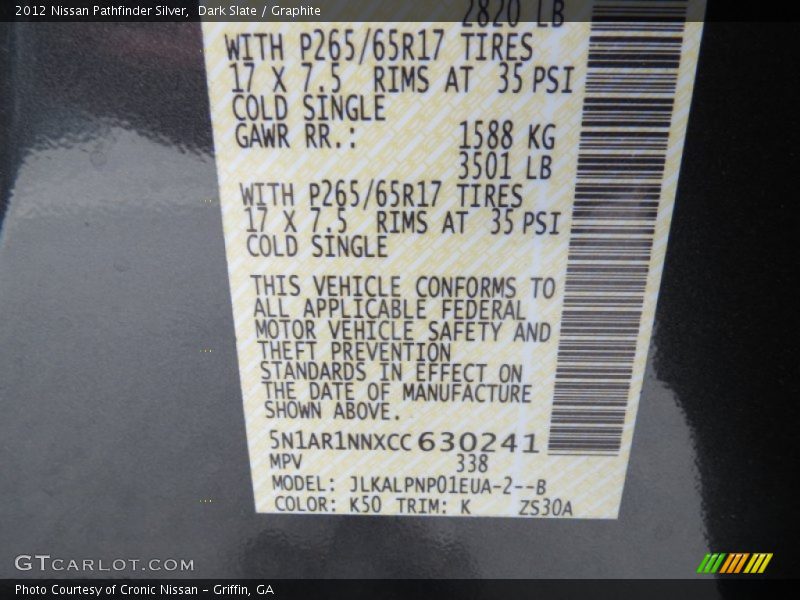 2012 Nissan Pathfinder Silver, Dark Slate / Graphite
2820 LB
WITH P265/65R17 TIRES
17 X 7.5 RIMS AT 35 PSI
COLD SINGLE
GAWR RR.: 1588 KG
3501 LB
WITH P265/65R17 TIRES
17 X 7.5 RIMS AT 35 PSI
COLD SINGLE
THIS VEHICLE CONFORMS TO
ALL APPLICABLE FEDERAL
MOTOR VEHICLE SAFETY AND
THEFT PREVENTION
STANDARDS IN EFFECT ON
THE DATE OF MANUFACTURE
SHOWN ABOVE.
5N1AR1NNXCC630241
MPV 338
MODEL: JLKALPNP01EUA-2--B
COLOR: K50 TRIM: K ZS30A
GTCARLOT.COM
Photo Courtesy of Cronic Nissan - Griffin, GA